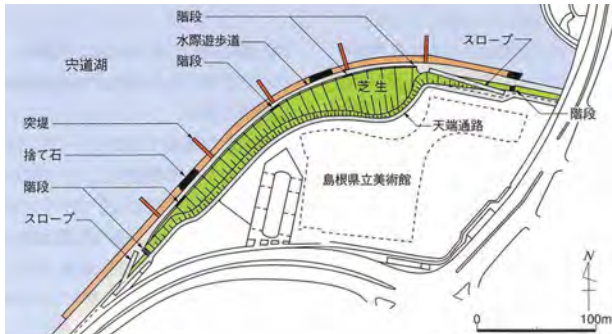 階段
水際遊歩道
階段
宍道湖
スロープ
芝生
階段
突堤
天端通路
捨て石
島根県立美術館
階段
スロープ
N
0 100m